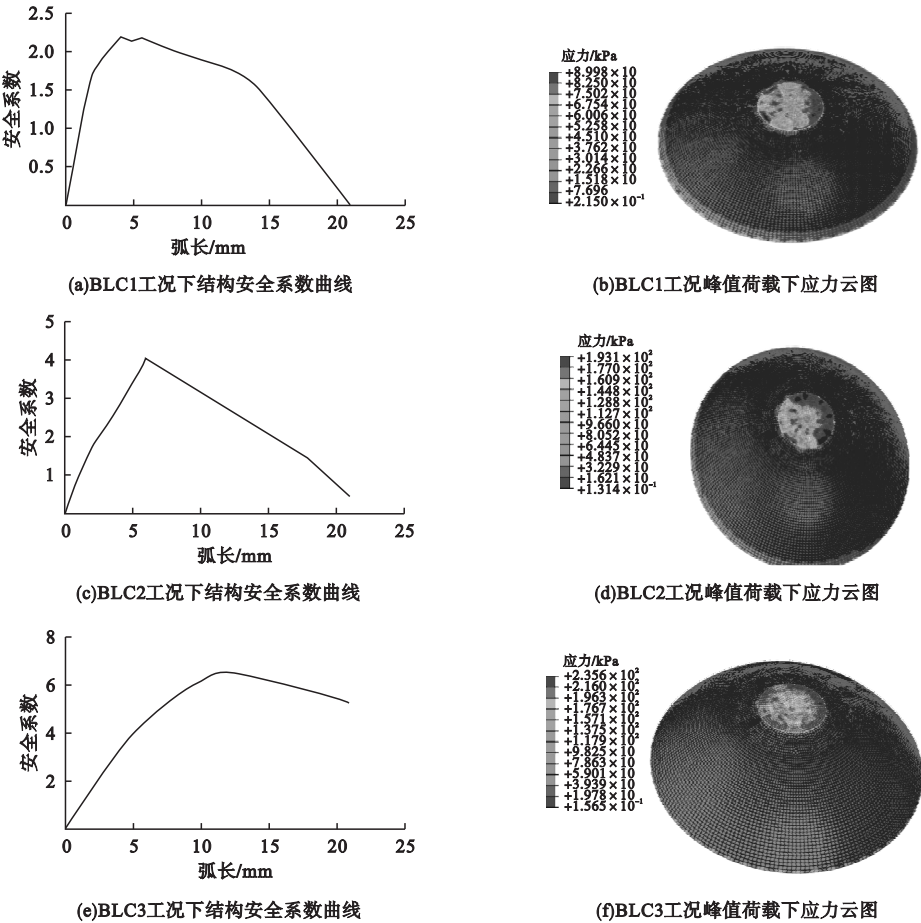 2.5
2.0
1.5
1.0
0.5
安全系数
0 5 10 15 20 25
弧长/mm
应力/kPa
+8.998×10
+8.250×10
+7.502×10
+6.754×10
+6.006×10
+5.258×10
+4.510×10
+3.762×10
+3.014×10
+2.266×10
+1.518×10
+7.696
+2.150×10⁻¹
(a)BLC1工况下结构安全系数曲线
(b)BLC1工况峰值荷载下应力云图
5
4
3
2
1
安全系数
0 5 10 15 20 25
弧长/mm
应力/kPa
+1.931×10²
+1.770×10²
+1.609×10²
+1.448×10²
+1.288×10²
+1.127×10²
+9.660×10
+8.052×10
+6.445×10
+4.837×10
+3.229×10
+1.621×10
+1.314×10⁻¹
(c)BLC2工况下结构安全系数曲线
(d)BLC2工况峰值荷载下应力云图
8
6
4
2
安全系数
0 5 10 15 20 25
弧长/mm
应力/kPa
+2.356×10²
+2.160×10²
+1.963×10²
+1.767×10²
+1.571×10²
+1.375×10²
+1.179×10²
+9.825×10
+7.863×10
+5.901×10
+3.939×10
+1.978×10
+1.565×10⁻¹
(e)BLC3工况下结构安全系数曲线
(f)BLC3工况峰值荷载下应力云图